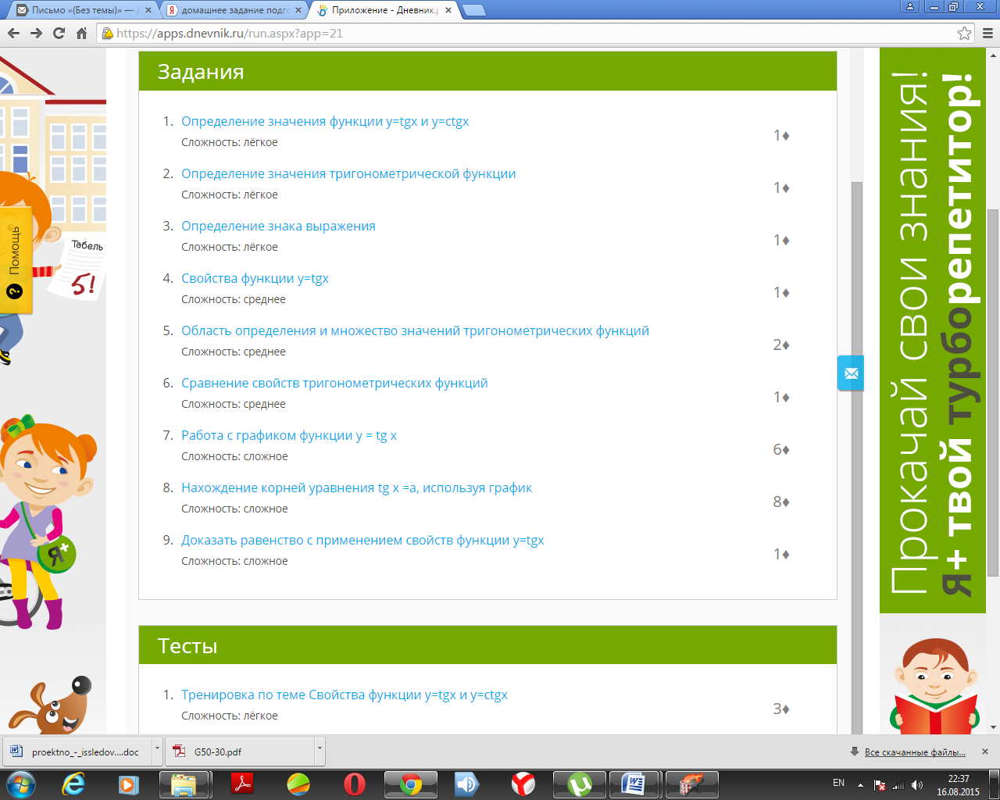 Письмо «(Без темы)» —
домашнее задание подго
Приложение - Дневник.р
https://apps.dnevnik.ru/run.aspx?app=21
Задания
1. Определение значения функции y=tgx и y=ctgx
Сложность: лёгкое
1♦
2. Определение значения тригонометрической функции
Сложность: лёгкое
1♦
3. Определение знака выражения
Сложность: лёгкое
1♦
4. Свойства функции y=tgx
Сложность: среднее
1♦
5. Область определения и множество значений тригонометрических функций
Сложность: среднее
2♦
6. Сравнение свойств тригонометрических функций
Сложность: среднее
1♦
7. Работа с графиком функции y = tg x
Сложность: сложное
6♦
8. Нахождение корней уравнения tg x =a, используя график
Сложность: сложное
8♦
9. Доказать равенство с применением свойств функции y=tgx
Сложность: сложное
1♦
Тесты
1. Тренировка по теме Свойства функции y=tgx и y=ctgx
Сложность: лёгкое
3♦
? Помощь
Табель
5!
Я+
Прокачай свои знания!
Я+ твой турборепетитор!
proektno_-_issledov....doc
G50-30.pdf
Все скачанные файлы...
EN
22:37
16.08.2015